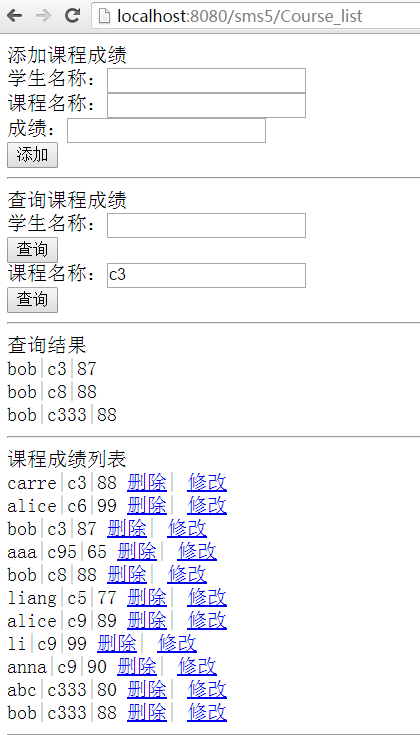 localhost:8080/sms5/Course_list
添加课程成绩
学生名称：
课程名称：
成绩：
添加
查询课程成绩
学生名称：
查询
课程名称：c3
查询
查询结果
bob|c3|87
bob|c8|88
bob|c333|88
课程成绩列表
carre|c3|88 删除| 修改
alice|c6|99 删除| 修改
bob|c3|87 删除| 修改
aaa|c95|65 删除| 修改
bob|c8|88 删除| 修改
liang|c5|77 删除| 修改
alice|c9|89 删除| 修改
li|c9|99 删除| 修改
anna|c9|90 删除| 修改
abc|c333|80 删除| 修改
bob|c333|88 删除| 修改